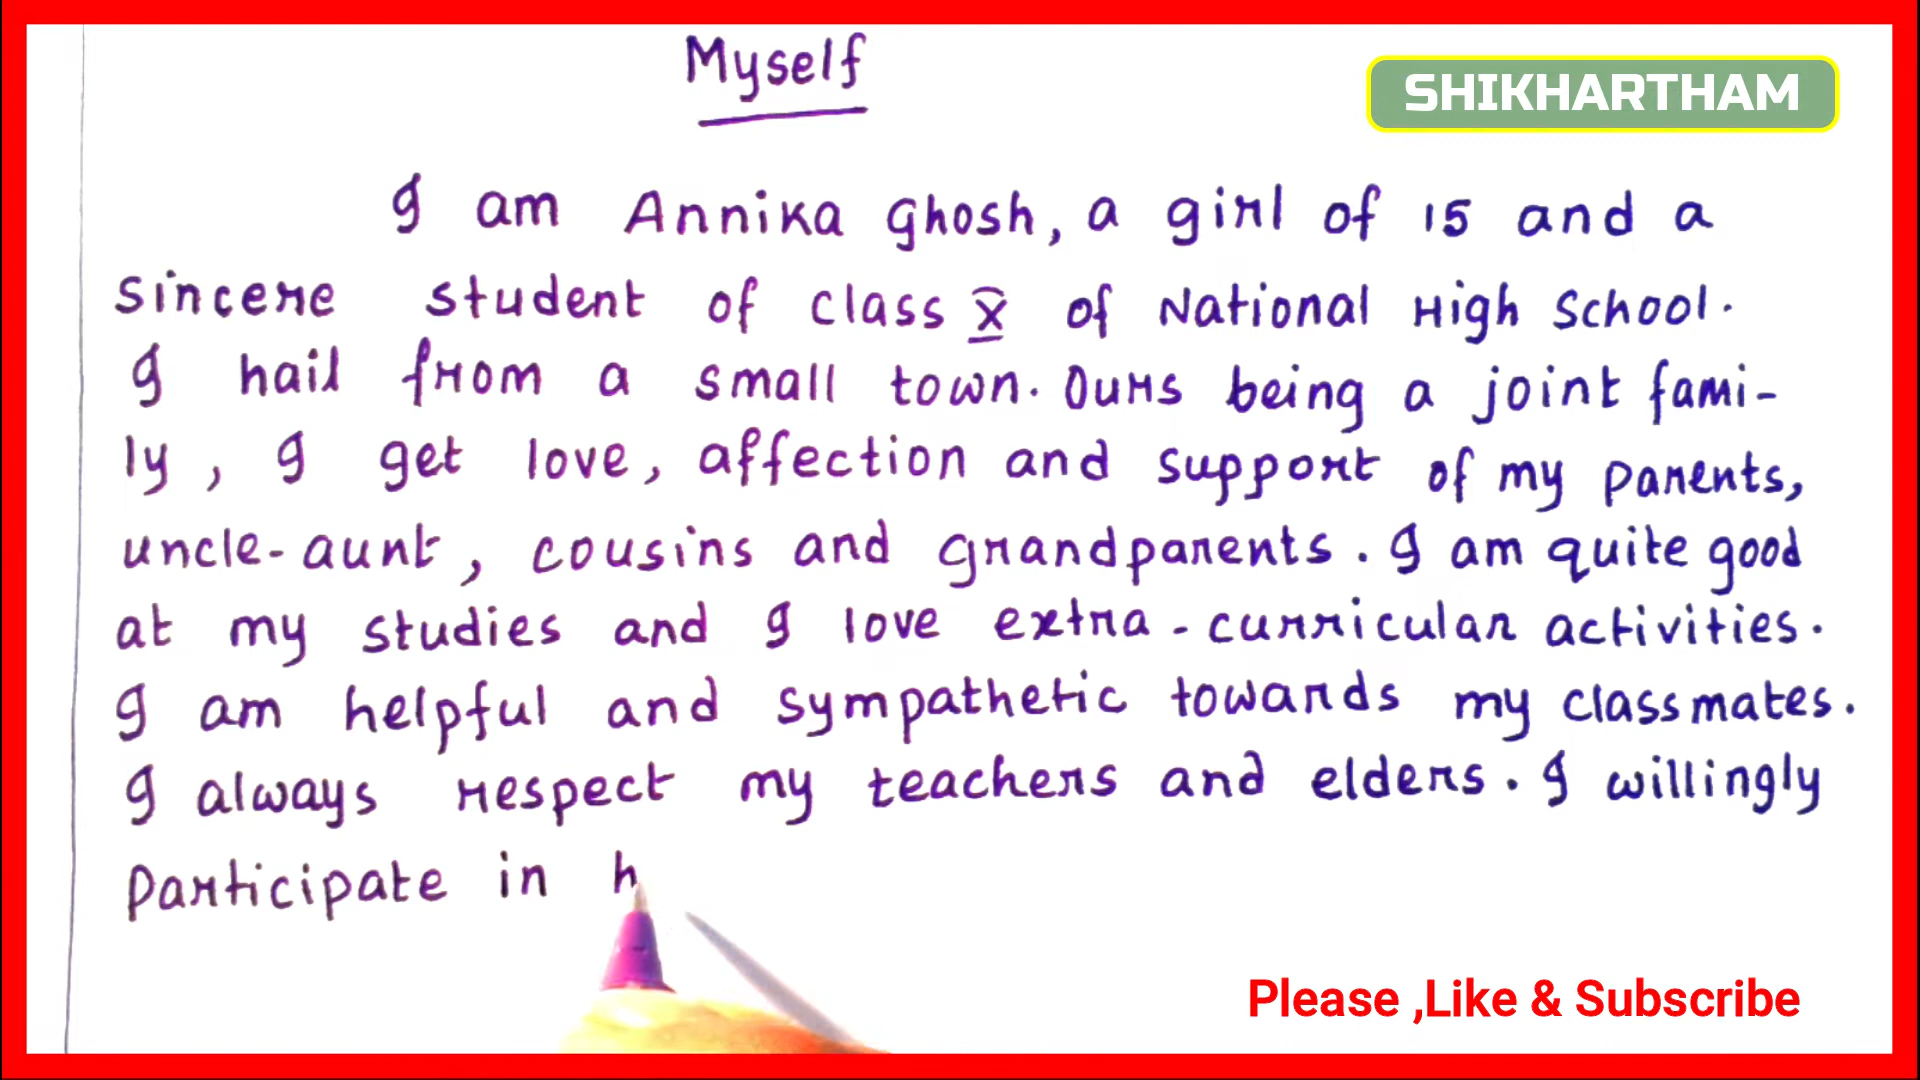 Myself
SHIKHARTHAM
I am Annika Ghosh, a girl of 15 and a
sincere student of class X of National High School.
I hail from a small town. Ours being a joint fami-
ly, I get love, affection and support of my parents,
uncle-aunt, cousins and grandparents. I am quite good
at my studies and I love extra-curricular activities.
I am helpful and sympathetic towards my classmates.
I always respect my teachers and elders. I willingly
participate in h
Please ,Like & Subscribe